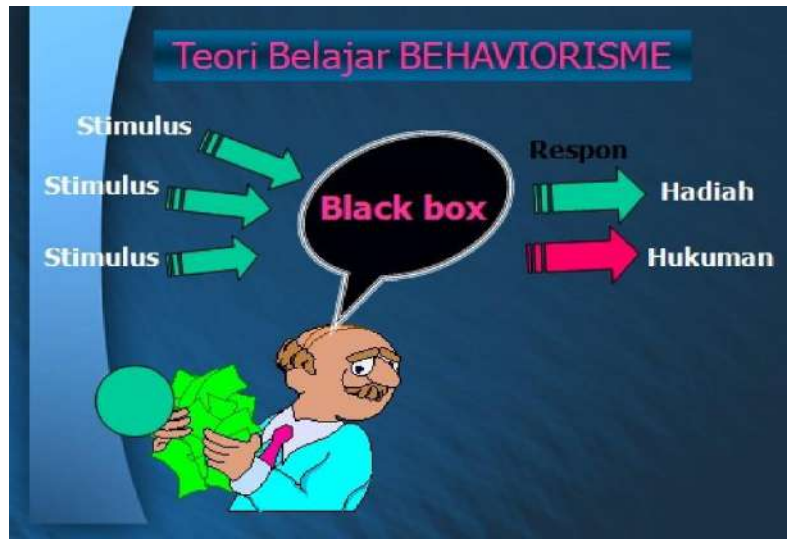 Teori Belajar BEHAVIORISME
Stimulus
Stimulus
Stimulus
Black box
Respon
Hadiah
Hukuman